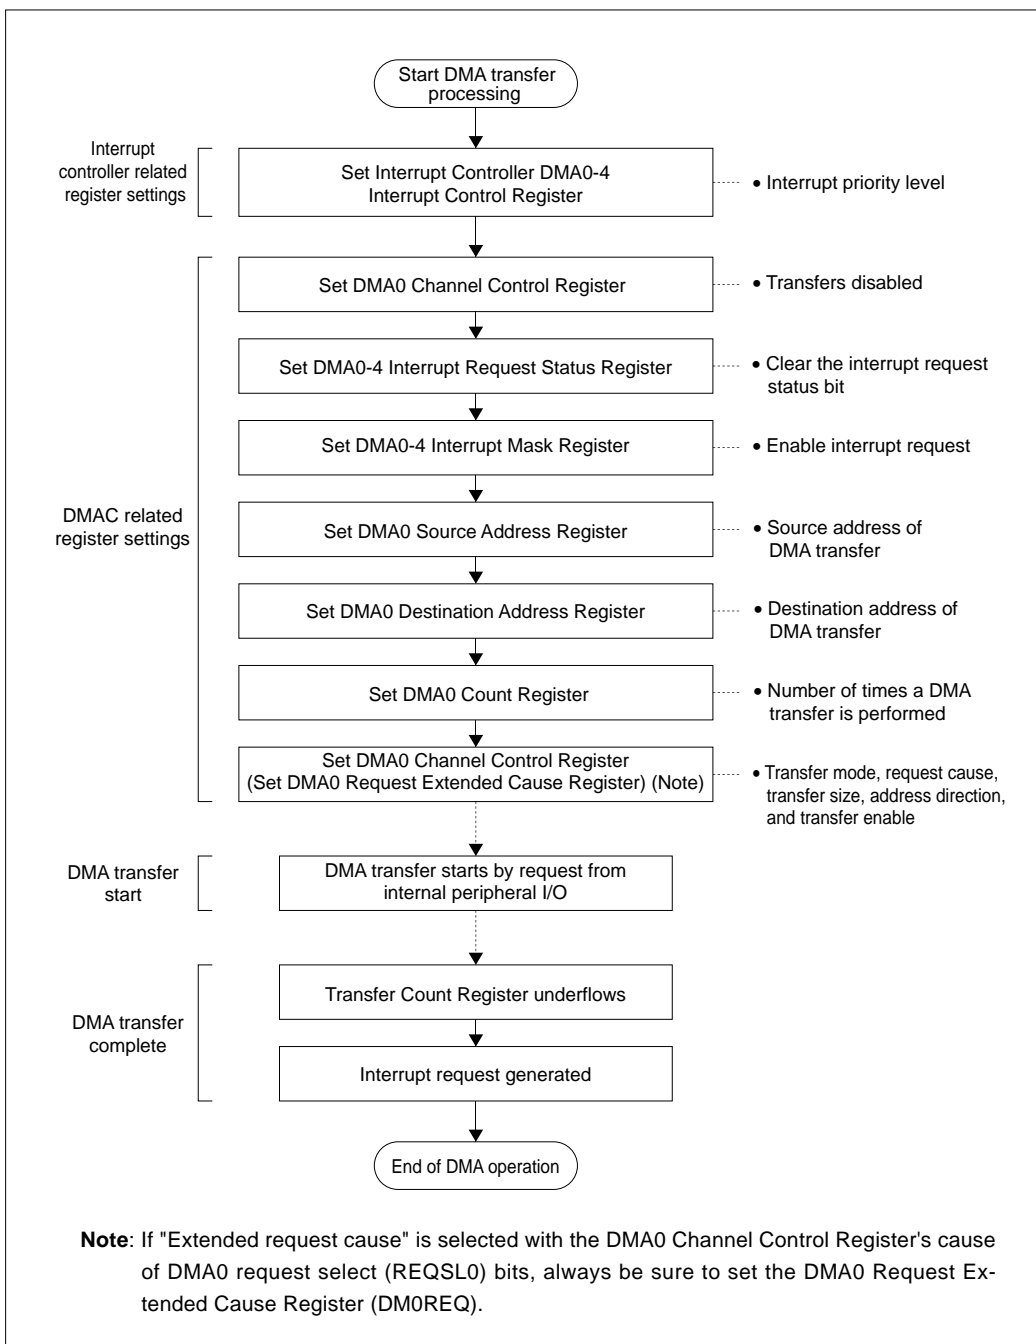 Start DMA transfer
processing
Interrupt
controller related
register settings
Set Interrupt Controller DMA0-4
Interrupt Control Register
• Interrupt priority level
DMAC related
register settings
Set DMA0 Channel Control Register
• Transfers disabled
Set DMA0-4 Interrupt Request Status Register
• Clear the interrupt request
status bit
Set DMA0-4 Interrupt Mask Register
• Enable interrupt request
Set DMA0 Source Address Register
• Source address of
DMA transfer
Set DMA0 Destination Address Register
• Destination address of
DMA transfer
Set DMA0 Count Register
• Number of times a DMA
transfer is performed
Set DMA0 Channel Control Register
(Set DMA0 Request Extended Cause Register) (Note)
• Transfer mode, request cause,
transfer size, address direction,
and transfer enable
DMA transfer
start
DMA transfer starts by request from
internal peripheral I/O
DMA transfer
complete
Transfer Count Register underflows
Interrupt request generated
End of DMA operation
Note: If "Extended request cause" is selected with the DMA0 Channel Control Register's cause
of DMA0 request select (REQSL0) bits, always be sure to set the DMA0 Request Ex-
tended Cause Register (DM0REQ).